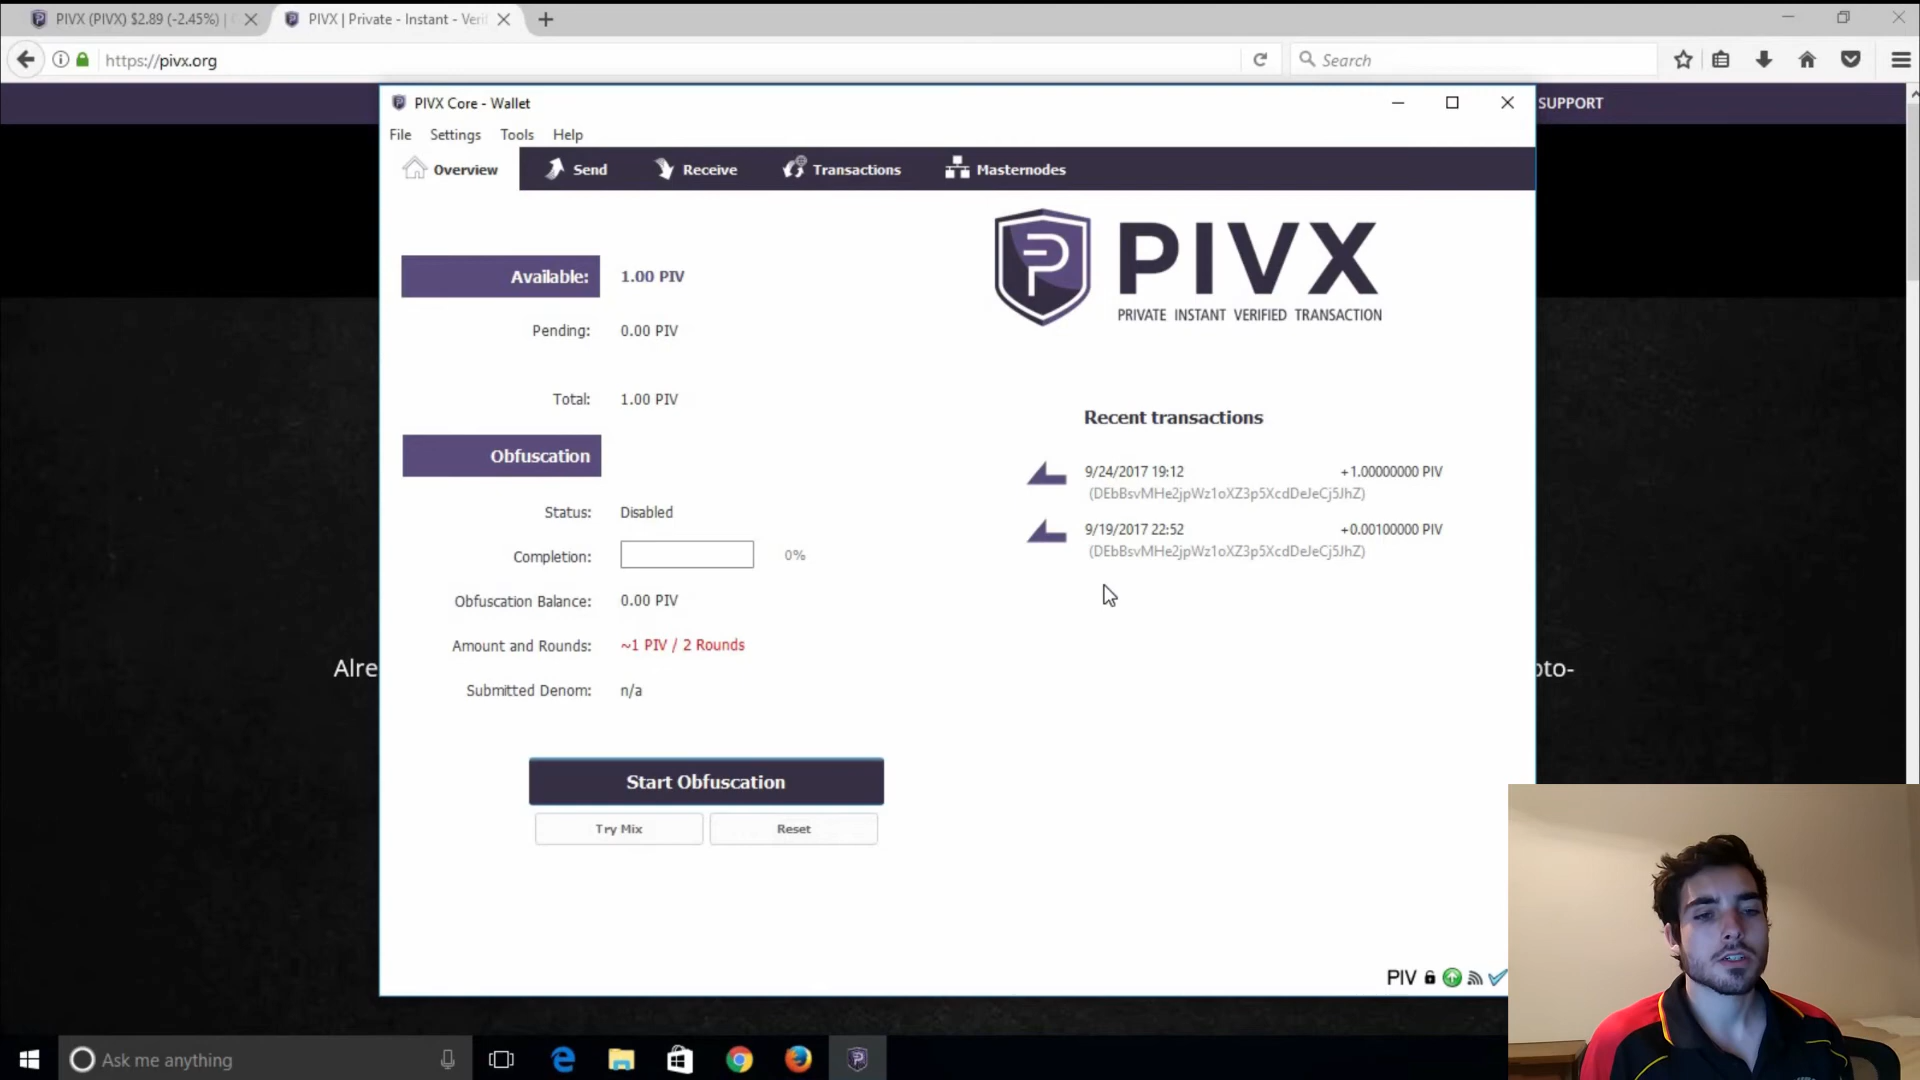 PIVX (PIVX) $2.89 (-2.45%) |
PIVX | Private - Instant - Veri
https://pivx.org
Search
SUPPORT
PIVX Core - Wallet
File Settings Tools Help
Overview Send Receive Transactions Masternodes
PIVX
PRIVATE INSTANT VERIFIED TRANSACTION
Available: 1.00 PIV
Pending: 0.00 PIV
Total: 1.00 PIV
Obfuscation
Status: Disabled
Completion: 0%
Obfuscation Balance: 0.00 PIV
Amount and Rounds: ~1 PIV / 2 Rounds
Submitted Denom: n/a
Start Obfuscation
Try Mix Reset
Recent transactions
9/24/2017 19:12 +1.00000000 PIV
(DEbBsvMHe2jpWz1oXZ3p5XcdDeJeCj5JhZ)
9/19/2017 22:52 +0.00100000 PIV
(DEbBsvMHe2jpWz1oXZ3p5XcdDeJeCj5JhZ)
Alre
oto-
PIV
Ask me anything